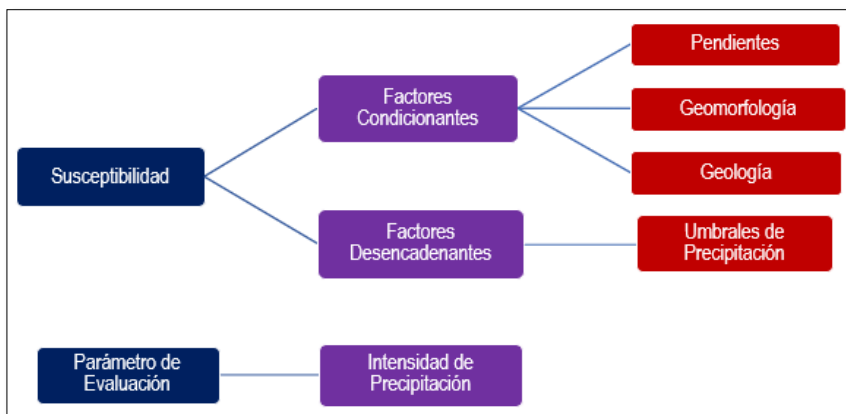 Pendientes
Factores
Condicionantes
Geomorfología
Susceptibilidad
Geología
Factores
Desencadenantes
Umbrales de
Precipitación
Parámetro de
Evaluación
Intensidad de
Precipitación